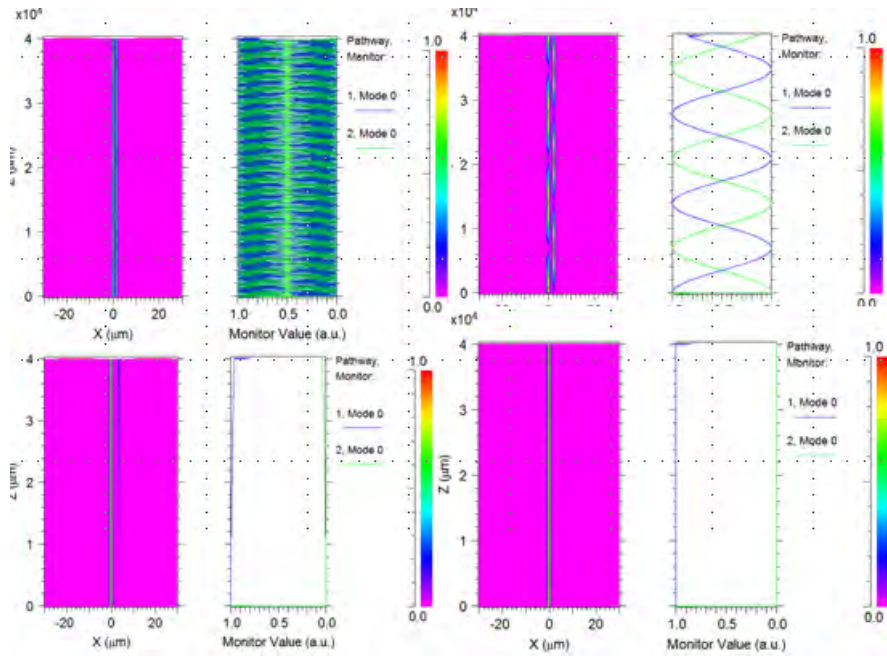 x10⁴
4
3
2
1
0
-20
0
20
X (μm)
1.0
0.5
0.0
Monitor Value (a.u.)
Pathway,
Monitor:
1, Mode 0
2, Mode 0
1.0
0.0
4
3
2
1
0
Pathway,
Monitor:
1, Mode 0
2, Mode 0
1.0
0.0
4
3
2
1
0
-20
0
20
X (μm)
1.0
0.5
0.0
Monitor Value (a.u.)
Pathway,
Monitor:
1, Mode 0
2, Mode 0
1.0
0.0
x10⁴
4
3
2
1
0
Z (μm)
-20
0
20
X (μm)
1.0
0.5
0.0
Monitor Value (a.u.)
Pathway,
Monitor:
1, Mode 0
2, Mode 0
1.0
0.0